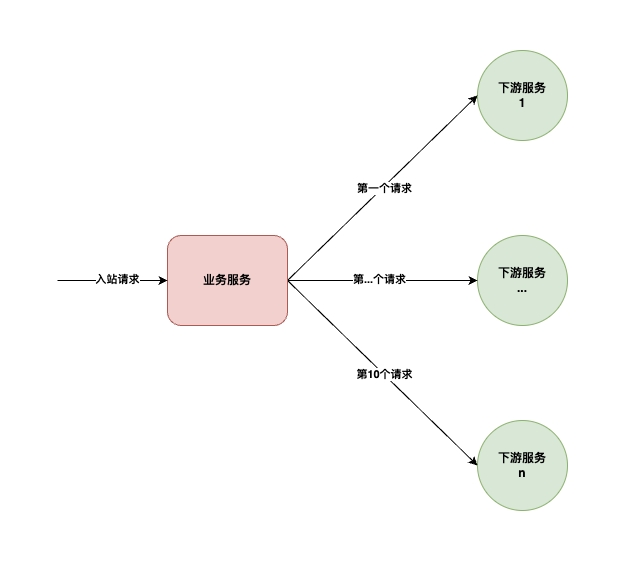 下游服务
1
第一个请求
入站请求
业务服务
第...个请求
下游服务
...
第10个请求
下游服务
n